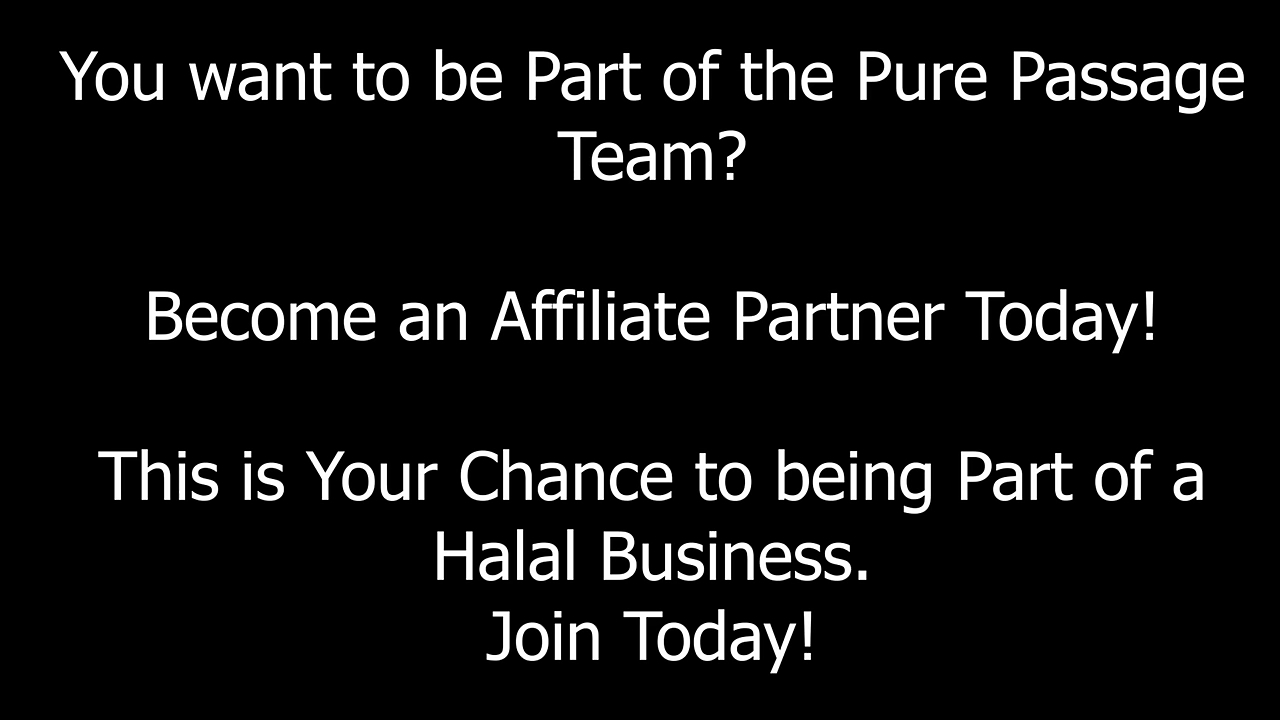 You want to be Part of the Pure Passage
Team?
Become an Affiliate Partner Today!
This is Your Chance to being Part of a
Halal Business.
Join Today!